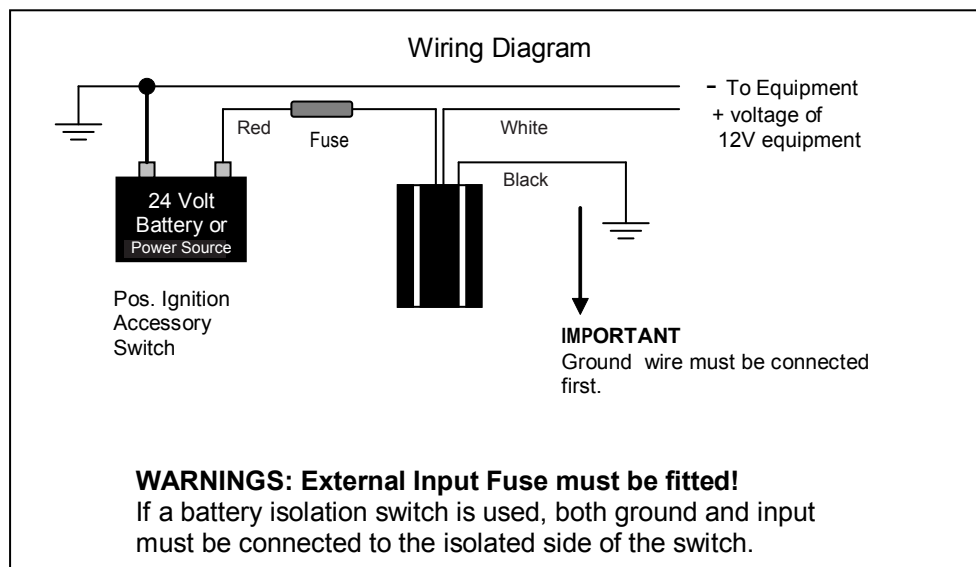 Wiring Diagram
- To Equipment
+ voltage of
12V equipment
Red
Fuse
White
Black
24 Volt
Battery or
Power Source
Pos. Ignition
Accessory
Switch
IMPORTANT
Ground wire must be connected
first.
WARNINGS: External Input Fuse must be fitted!
If a battery isolation switch is used, both ground and input
must be connected to the isolated side of the switch.